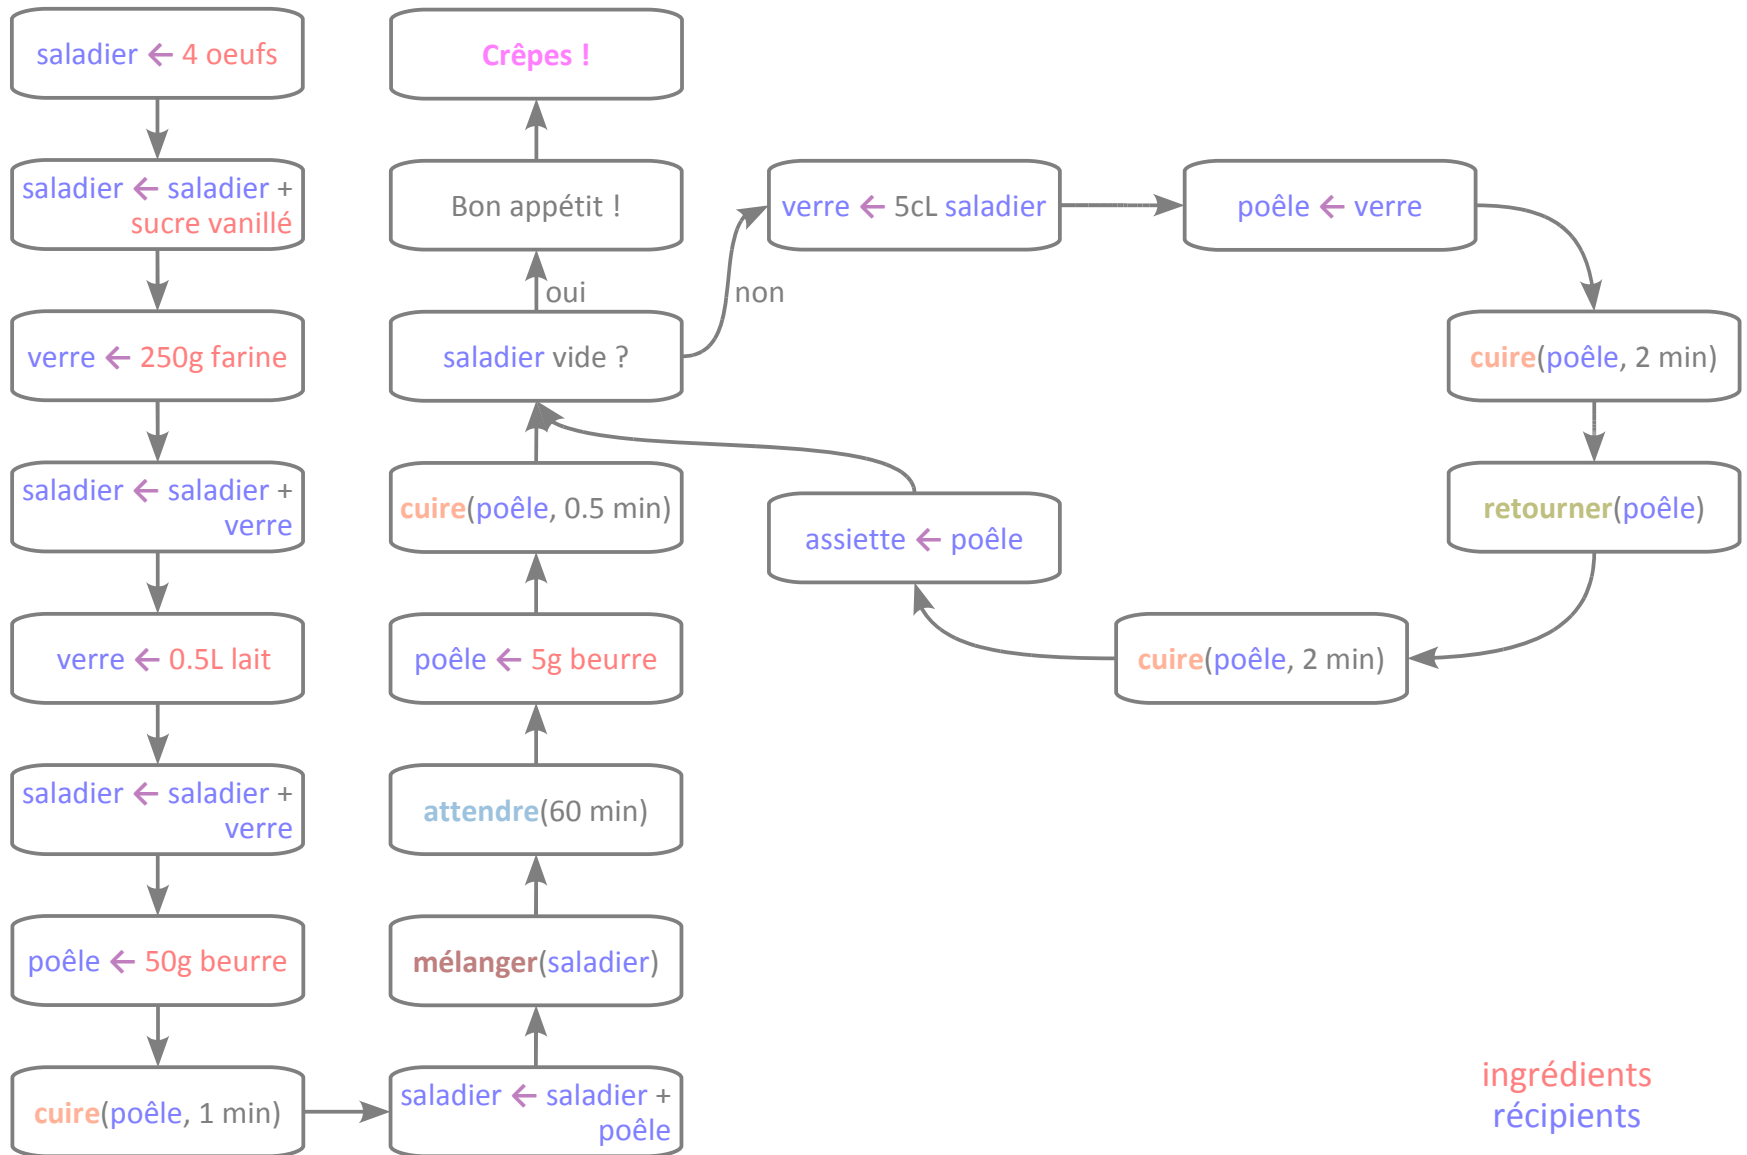 saladier ← 4 oeufs
saladier ← saladier +
sucre vanillé
verre ← 250g farine
saladier ← saladier +
verre
verre ← 0.5L lait
saladier ← saladier +
verre
poêle ← 50g beurre
cuire(poêle, 1 min)
saladier ← saladier +
poêle
mélanger(saladier)
attendre(60 min)
poêle ← 5g beurre
cuire(poêle, 0.5 min)
saladier vide ?
oui
Bon appétit !
Crêpes !
non
verre ← 5cL saladier
poêle ← verre
cuire(poêle, 2 min)
retourner(poêle)
cuire(poêle, 2 min)
assiette ← poêle
ingrédients
récipients